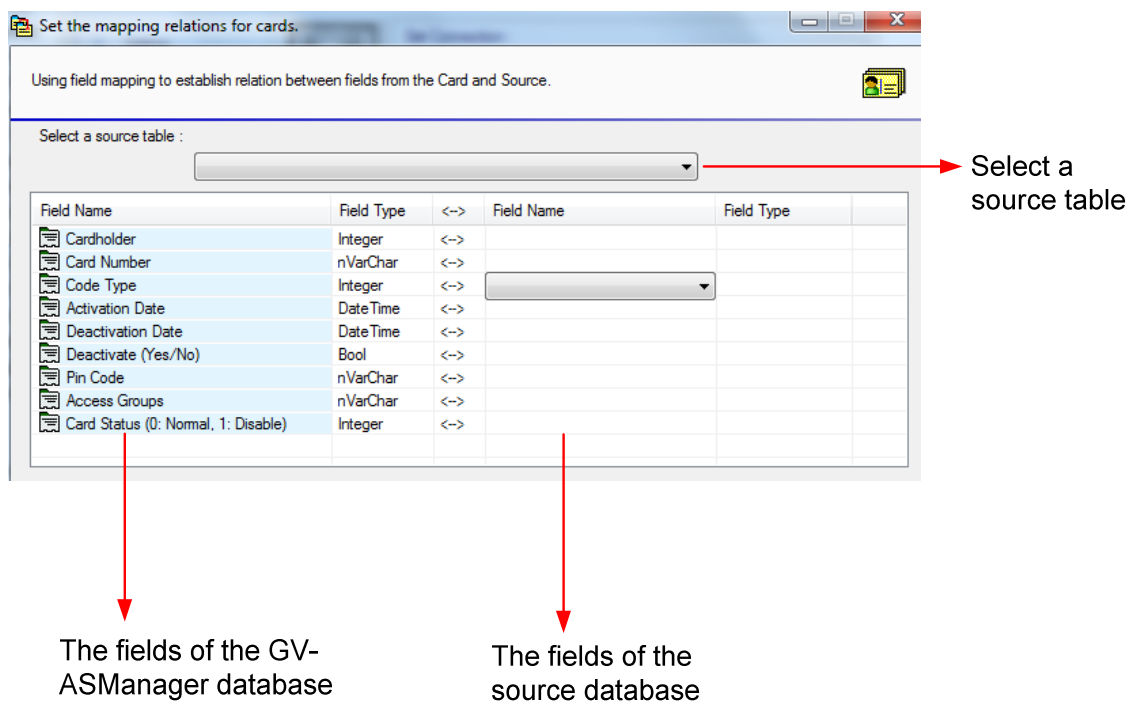 Set the mapping relations for cards.
Using field mapping to establish relation between fields from the Card and Source.
Select a source table :
Select a
source table
Field Name Field Type <--> Field Name Field Type
Cardholder Integer <-->
Card Number nVarChar <-->
Code Type Integer <-->
Activation Date DateTime <-->
Deactivation Date DateTime <-->
Deactivate (Yes/No) Bool <-->
Pin Code nVarChar <-->
Access Groups nVarChar <-->
Card Status (0: Normal, 1: Disable) Integer <-->
The fields of the GV-
ASManager database
The fields of the
source database